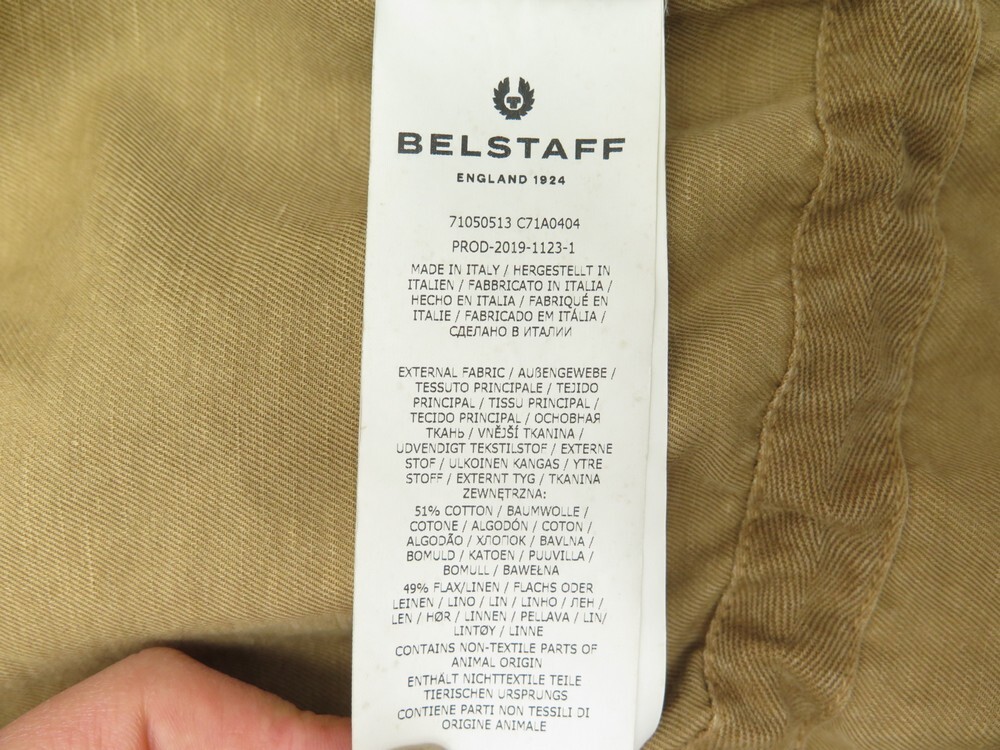 BELSTAFF
ENGLAND 1924
71050513 C71A0404
PROD-2019-1123-1
MADE IN ITALY / HERGESTELLT IN
ITALIEN / FABBRICATO IN ITALIA /
HECHO EN ITALIA / FABRIQUÉ EN
ITALIE / FABRICADO EM ITÁLIA /
СДЕЛАНО В ИТАЛИИ
EXTERNAL FABRIC / AUßENGEWEBE /
TESSUTO PRINCIPALE / TEJIDO
PRINCIPAL / TISSU PRINCIPAL /
TECIDO PRINCIPAL / ОСНОВНАЯ
ТКАНЬ / VNĚJŠÍ TKANINA /
UDVENDIGT TEKSTILSTOF / EXTERNE
STOF / ULKOINEN KANGAS / YTRE
STOFF / EXTERNT TYG / TKANINA
ZEWNĘTRZNA:
51% COTTON / BAUMWOLLE /
COTONE / ALGODÓN / COTON /
ALGODÃO / ХЛОПОК / BAVLNA /
BOMULD / KATOEN / PUUVILLA /
BOMULL / BAWEŁNA
49% FLAX/LINEN / FLACHS ODER
LEINEN / LINO / LIN / LINHO / ЛЕН /
LEN / HØR / LINNEN / PELLAVA / LIN/
LINTØY / LINNE
CONTAINS NON-TEXTILE PARTS OF
ANIMAL ORIGIN
ENTHÄLT NICHTTEXTILE TEILE
TIERISCHEN URSPRUNGS
CONTIENE PARTI NON TESSILI DI
ORIGINE ANIMALE